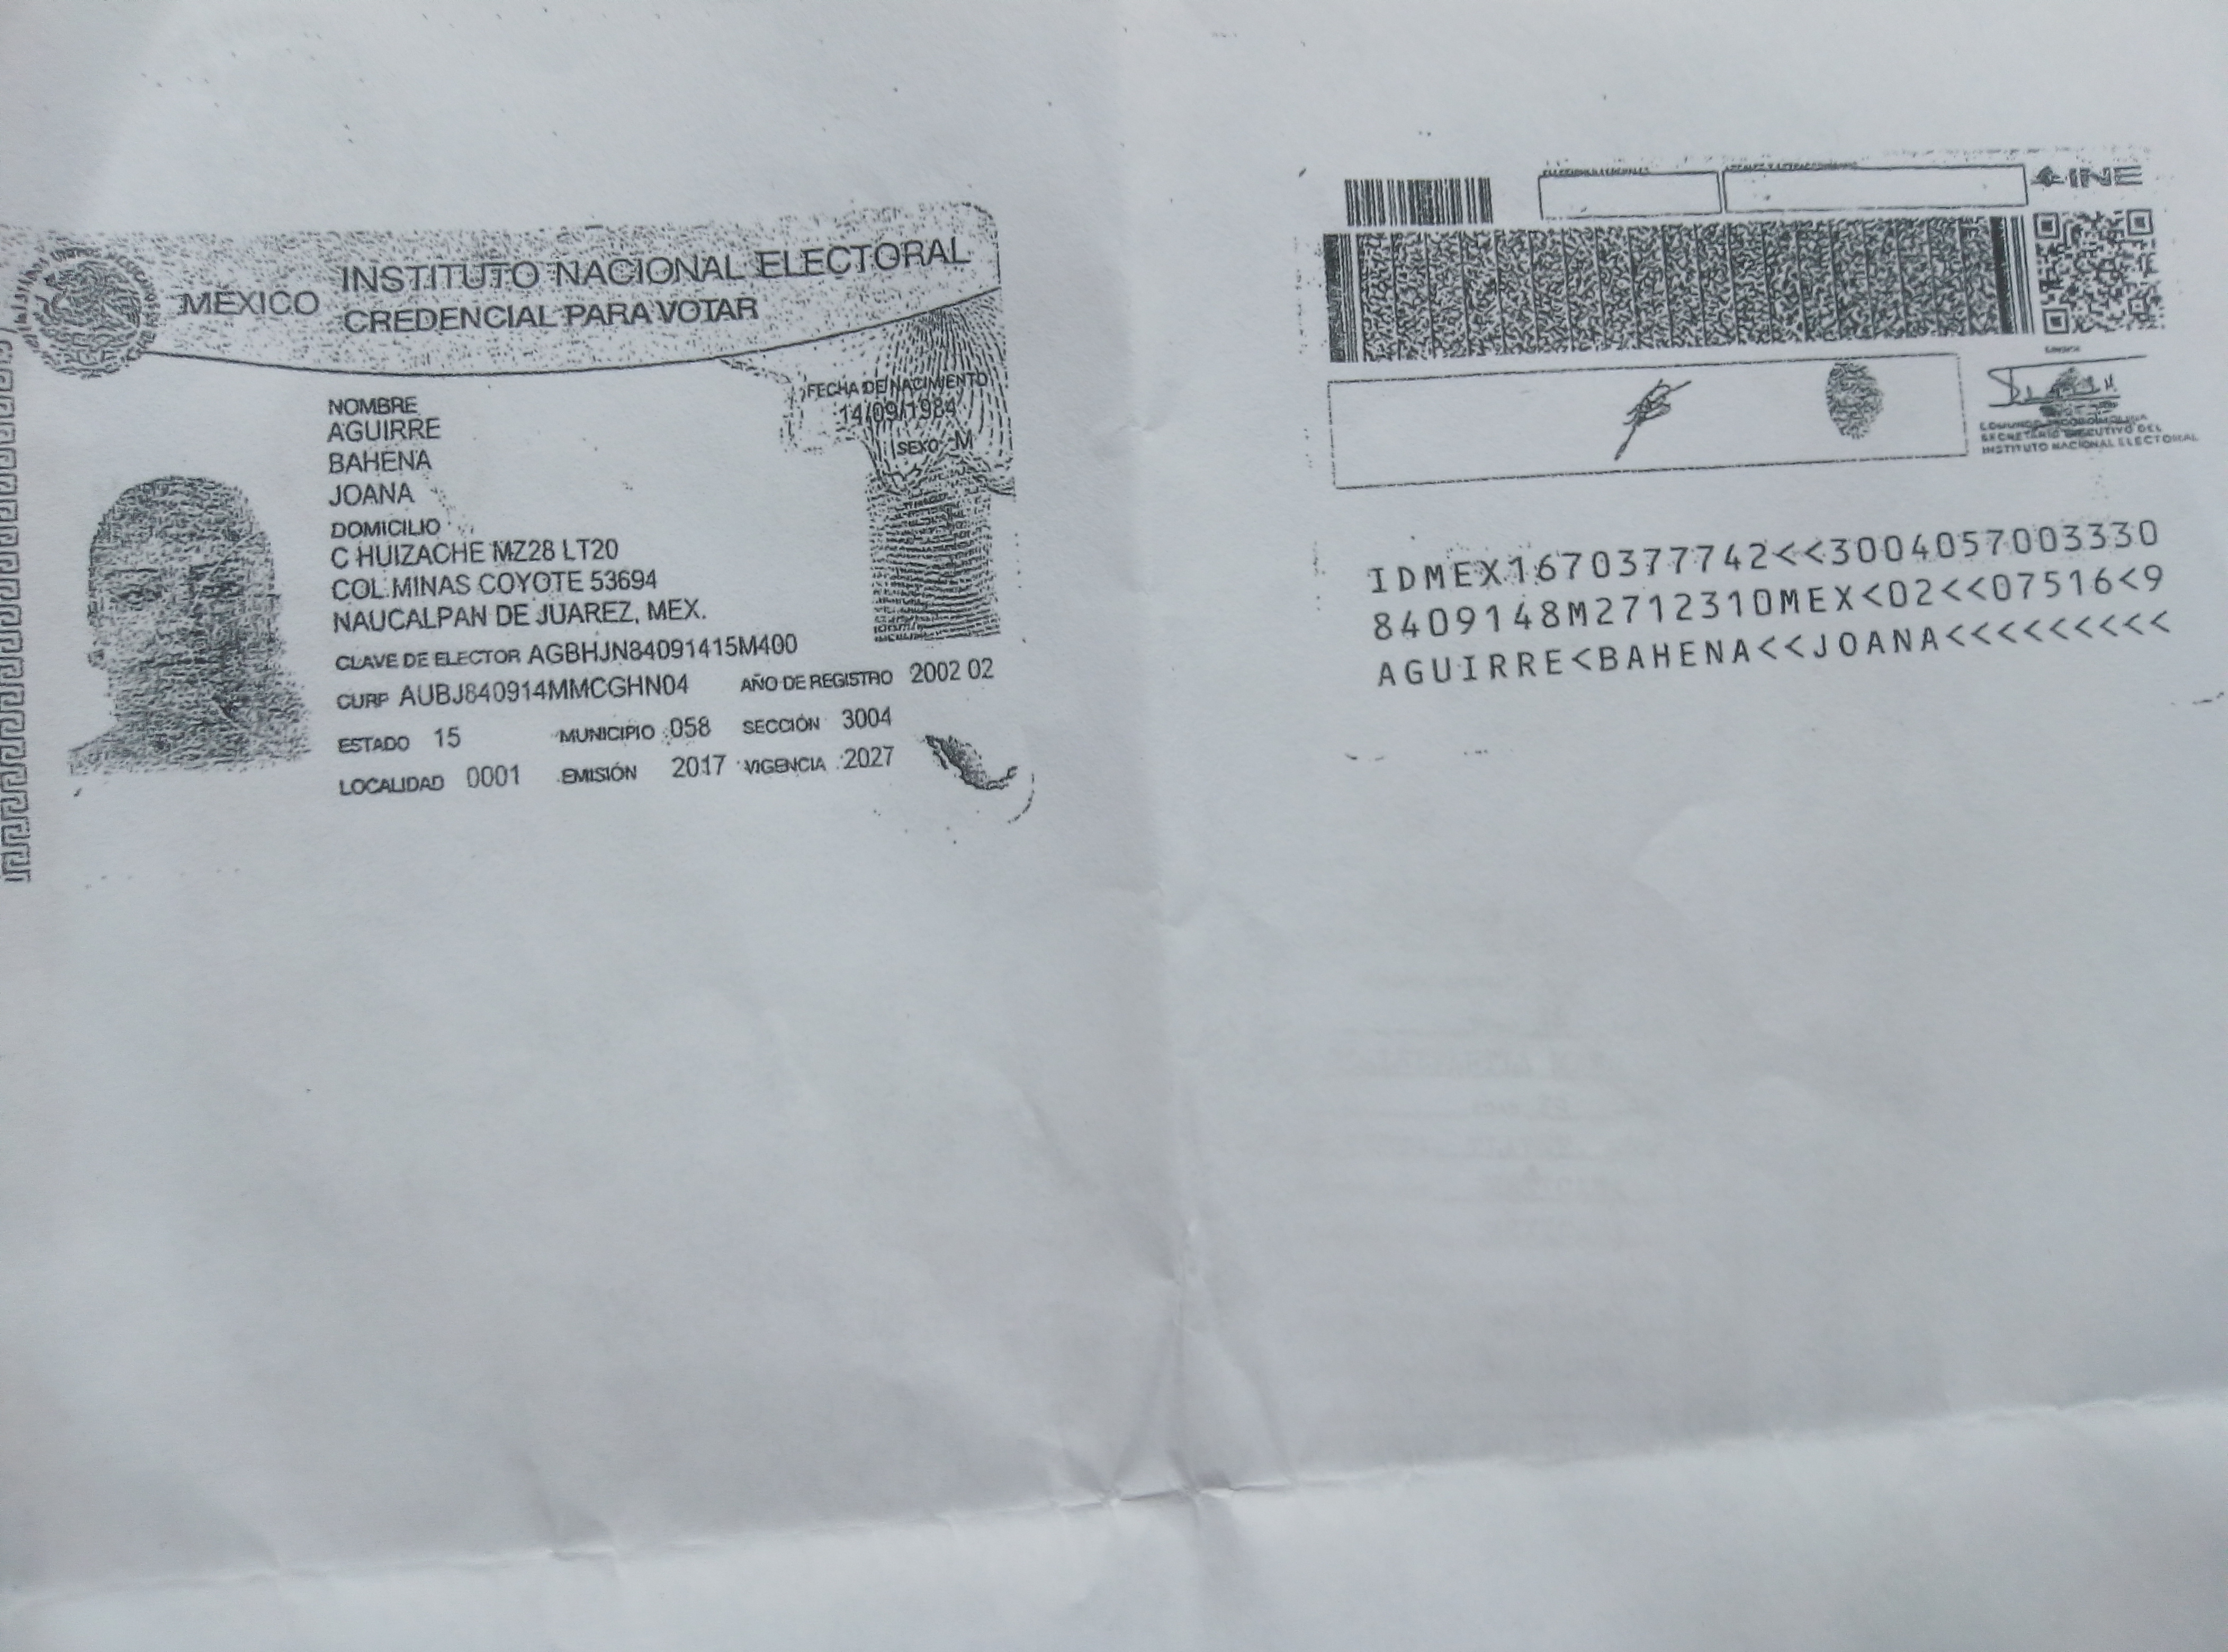 MÉXICO
INSTITUTO NACIONAL ELECTORAL
CREDENCIAL PARA VOTAR
NOMBRE
AGUIRRE
BAHENA
JOANA
FECHA DE NACIMIENTO
14/09/1984
SEXO M
DOMICILIO
C HUIZACHE MZ28 LT20
COL MINAS COYOTE 53694
NAUCALPAN DE JUAREZ, MEX.
CLAVE DE ELECTOR AGBHJN84091415M400
CURP AUBJ840914MMCGHN04 AÑO DE REGISTRO 2002 02
ESTADO 15 MUNICIPIO 058 SECCIÓN 3004
LOCALIDAD 0001 EMISIÓN 2017 VIGENCIA 2027
INE
SECRETARIO EJECUTIVO DEL
INSTITUTO NACIONAL ELECTORAL
IDMEX1670377742<<3004057003330
8409148M2712310MEX<02<<07516<9
AGUIRRE<BAHENA<<JOANA<<<<<<<<<